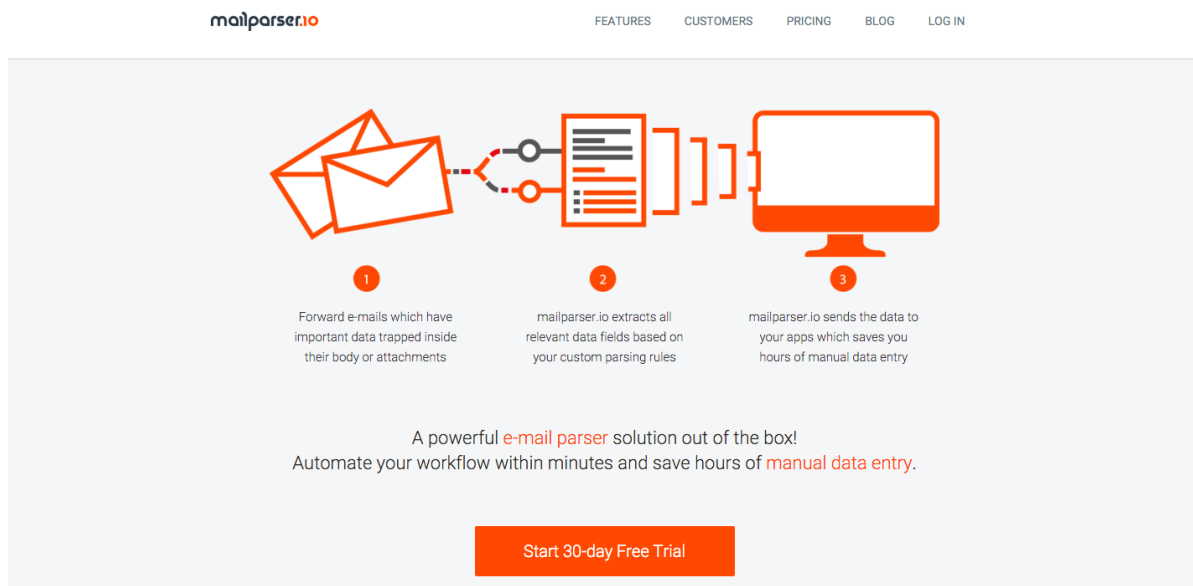 mailparser.io
FEATURES
CUSTOMERS
PRICING
BLOG
LOG IN
1
Forward e-mails which have
important data trapped inside
their body or attachments
2
mailparser.io extracts all
relevant data fields based on
your custom parsing rules
3
mailparser.io sends the data to
your apps which saves you
hours of manual data entry
A powerful e-mail parser solution out of the box!
Automate your workflow within minutes and save hours of manual data entry.
Start 30-day Free Trial